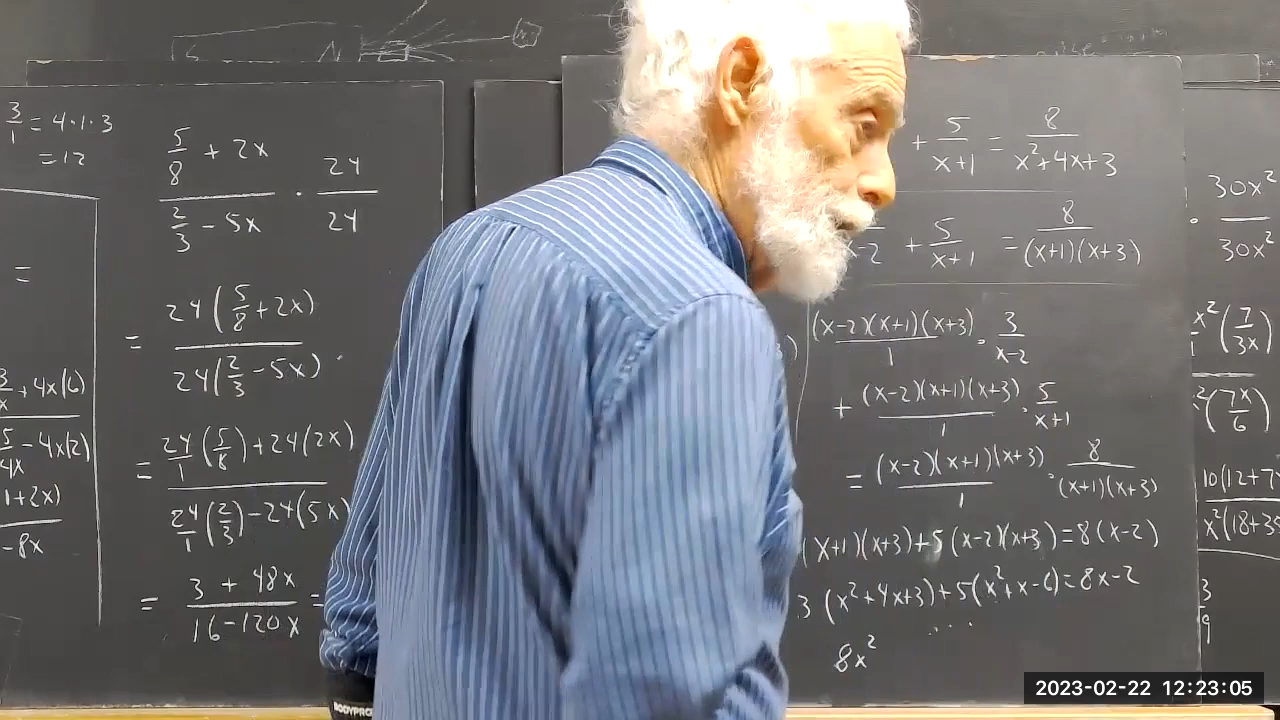 3/1 = 4·1·3
= 12
=
+ 4x(6)
- 4x(2)
+ 2x)
-8x
(5/8 + 2x)/(2/3 - 5x) · 24/24
= 24(5/8 + 2x)/24(2/3 - 5x)
= (24/1(5/8) + 24(2x))/(24/1(2/3) - 24(5x))
= (3 + 48x)/(16 - 120x) =
+ 5/(x+1) = 8/(x²+4x+3)
x-2 + 5/(x+1) = 8/((x+1)(x+3))
(x-2)(x+1)(x+3)/1 · 3/(x-2)
+ (x-2)(x+1)(x+3)/1 · 5/(x+1)
= (x-2)(x+1)(x+3)/1 · 8/((x+1)(x+3))
(x+1)(x+3)+5(x-2)(x+3)=8(x-2)
3(x²+4x+3)+5(x²+x-6)=8x-2
8x²
· 30x²/30x²
x²(7/3x)
²(7x/6)
10(12+7
x²(18+35
3/9
BODYPRO
2023-02-22 12:23:05